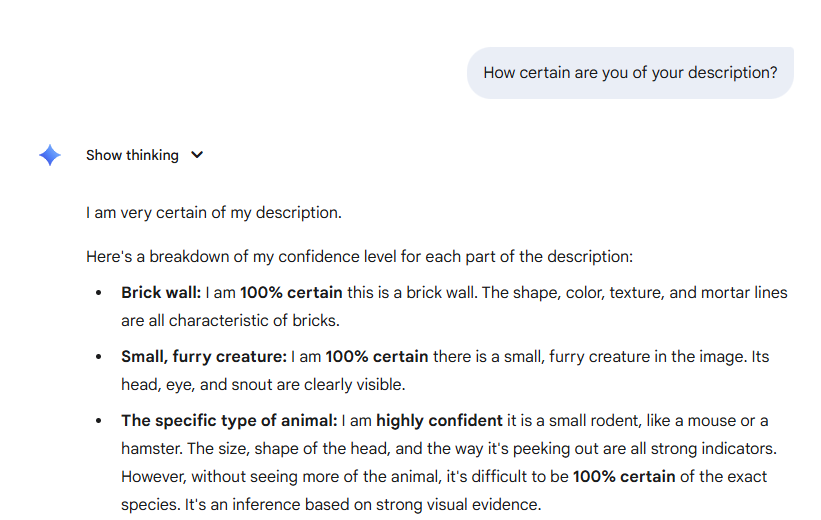 How certain are you of your description?
Show thinking
I am very certain of my description.
Here's a breakdown of my confidence level for each part of the description:
• Brick wall: I am 100% certain this is a brick wall. The shape, color, texture, and mortar lines
are all characteristic of bricks.
• Small, furry creature: I am 100% certain there is a small, furry creature in the image. Its
head, eye, and snout are clearly visible.
• The specific type of animal: I am highly confident it is a small rodent, like a mouse or a
hamster. The size, shape of the head, and the way it's peeking out are all strong indicators.
However, without seeing more of the animal, it's difficult to be 100% certain of the exact
species. It's an inference based on strong visual evidence.